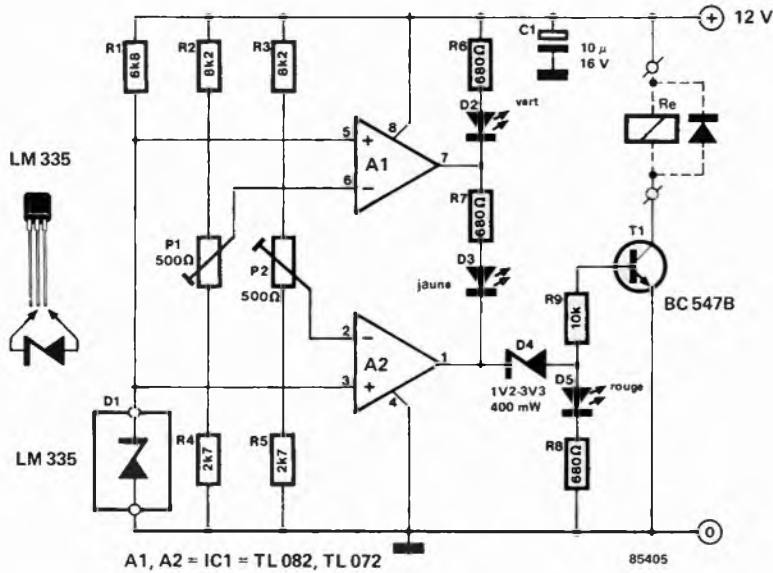 12 V
+
R1
6k8
R2
8k2
R3
8k2
R6
680Ω
C1
10 µ
16 V
D2
vert
Re
LM 335
5
+
8
A1
7
6
−
R7
680Ω
P1
500Ω
P2
500Ω
D3
jaune
T1
BC 547B
R9
10k
2
−
A2
1
3
+
4
D4
1V2-3V3
400 mW
D5
rouge
D1
LM 335
R4
2k7
R5
2k7
R8
680Ω
0
A1, A2 = IC1 = TL 082, TL 072
85405